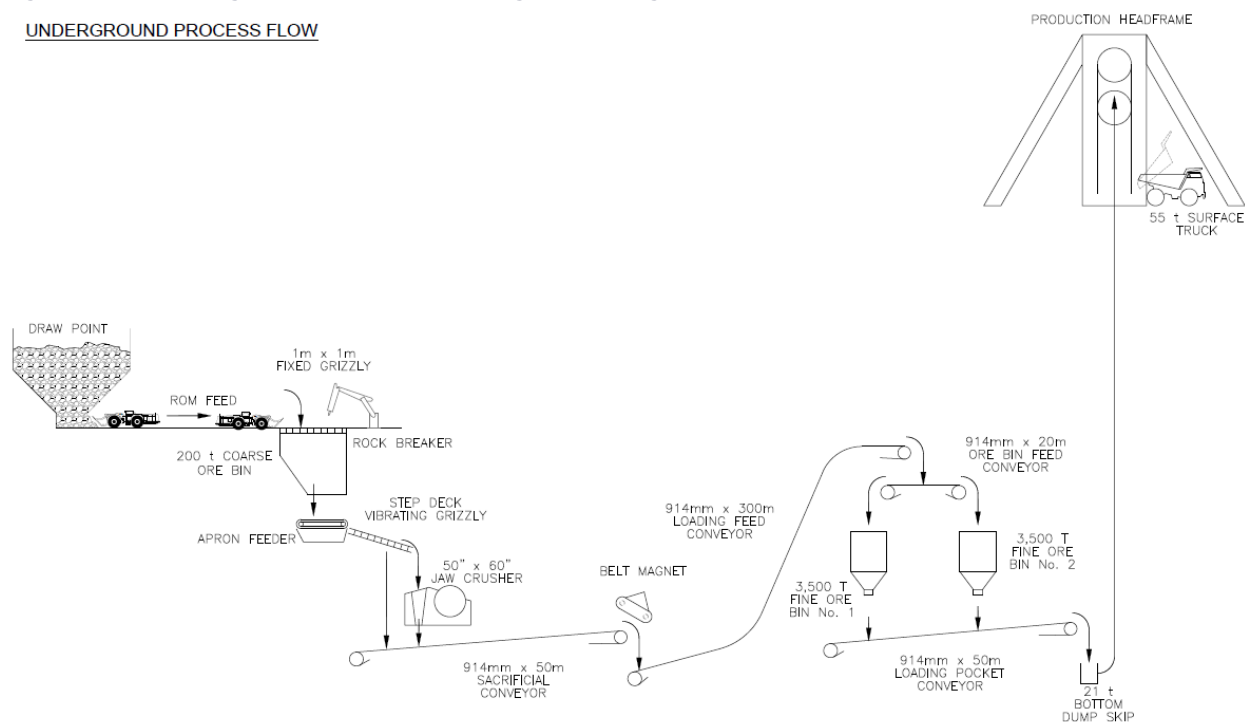 UNDERGROUND PROCESS FLOW
PRODUCTION HEADFRAME
55 t SURFACE
TRUCK
DRAW POINT
1m x 1m
FIXED GRIZZLY
ROM FEED
ROCK BREAKER
200 t COARSE
ORE BIN
STEP DECK
VIBRATING GRIZZLY
APRON FEEDER
50" x 60"
JAW CRUSHER
914mm x 50m
SACRIFICIAL
CONVEYOR
BELT MAGNET
914mm x 300m
LOADING FEED
CONVEYOR
914mm x 20m
ORE BIN FEED
CONVEYOR
3,500 T
FINE ORE
BIN No. 1
3,500 T
FINE ORE
BIN No. 2
914mm x 50m
LOADING POCKET
CONVEYOR
21 t
BOTTOM
DUMP SKIP